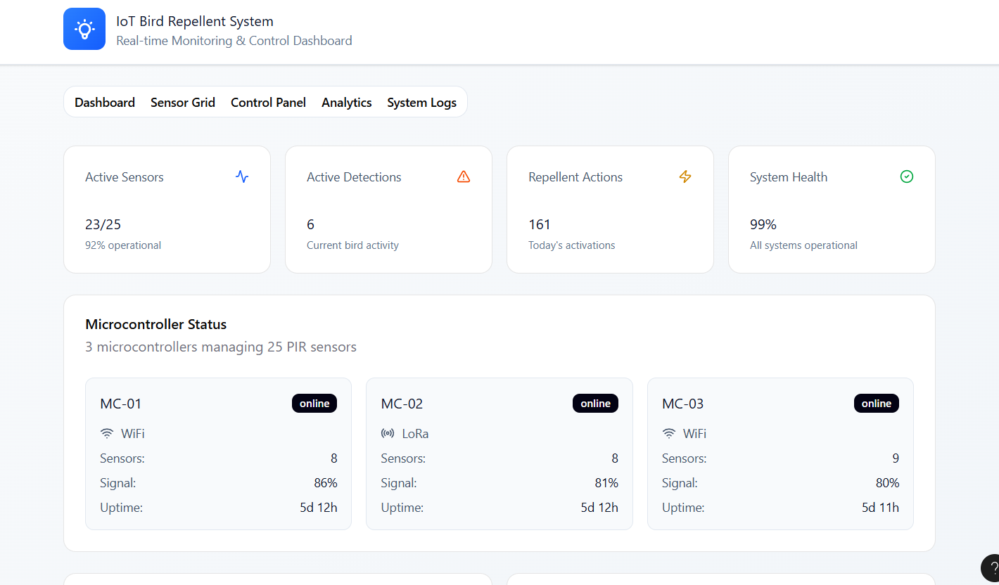 IoT Bird Repellent System
Real-time Monitoring & Control Dashboard
Dashboard Sensor Grid Control Panel Analytics System Logs
Active Sensors
23/25
92% operational
Active Detections
6
Current bird activity
Repellent Actions
161
Today's activations
System Health
99%
All systems operational
Microcontroller Status
3 microcontrollers managing 25 PIR sensors
MC-01 online
WiFi
Sensors: 8
Signal: 86%
Uptime: 5d 12h
MC-02 online
LoRa
Sensors: 8
Signal: 81%
Uptime: 5d 12h
MC-03 online
WiFi
Sensors: 9
Signal: 80%
Uptime: 5d 11h
?